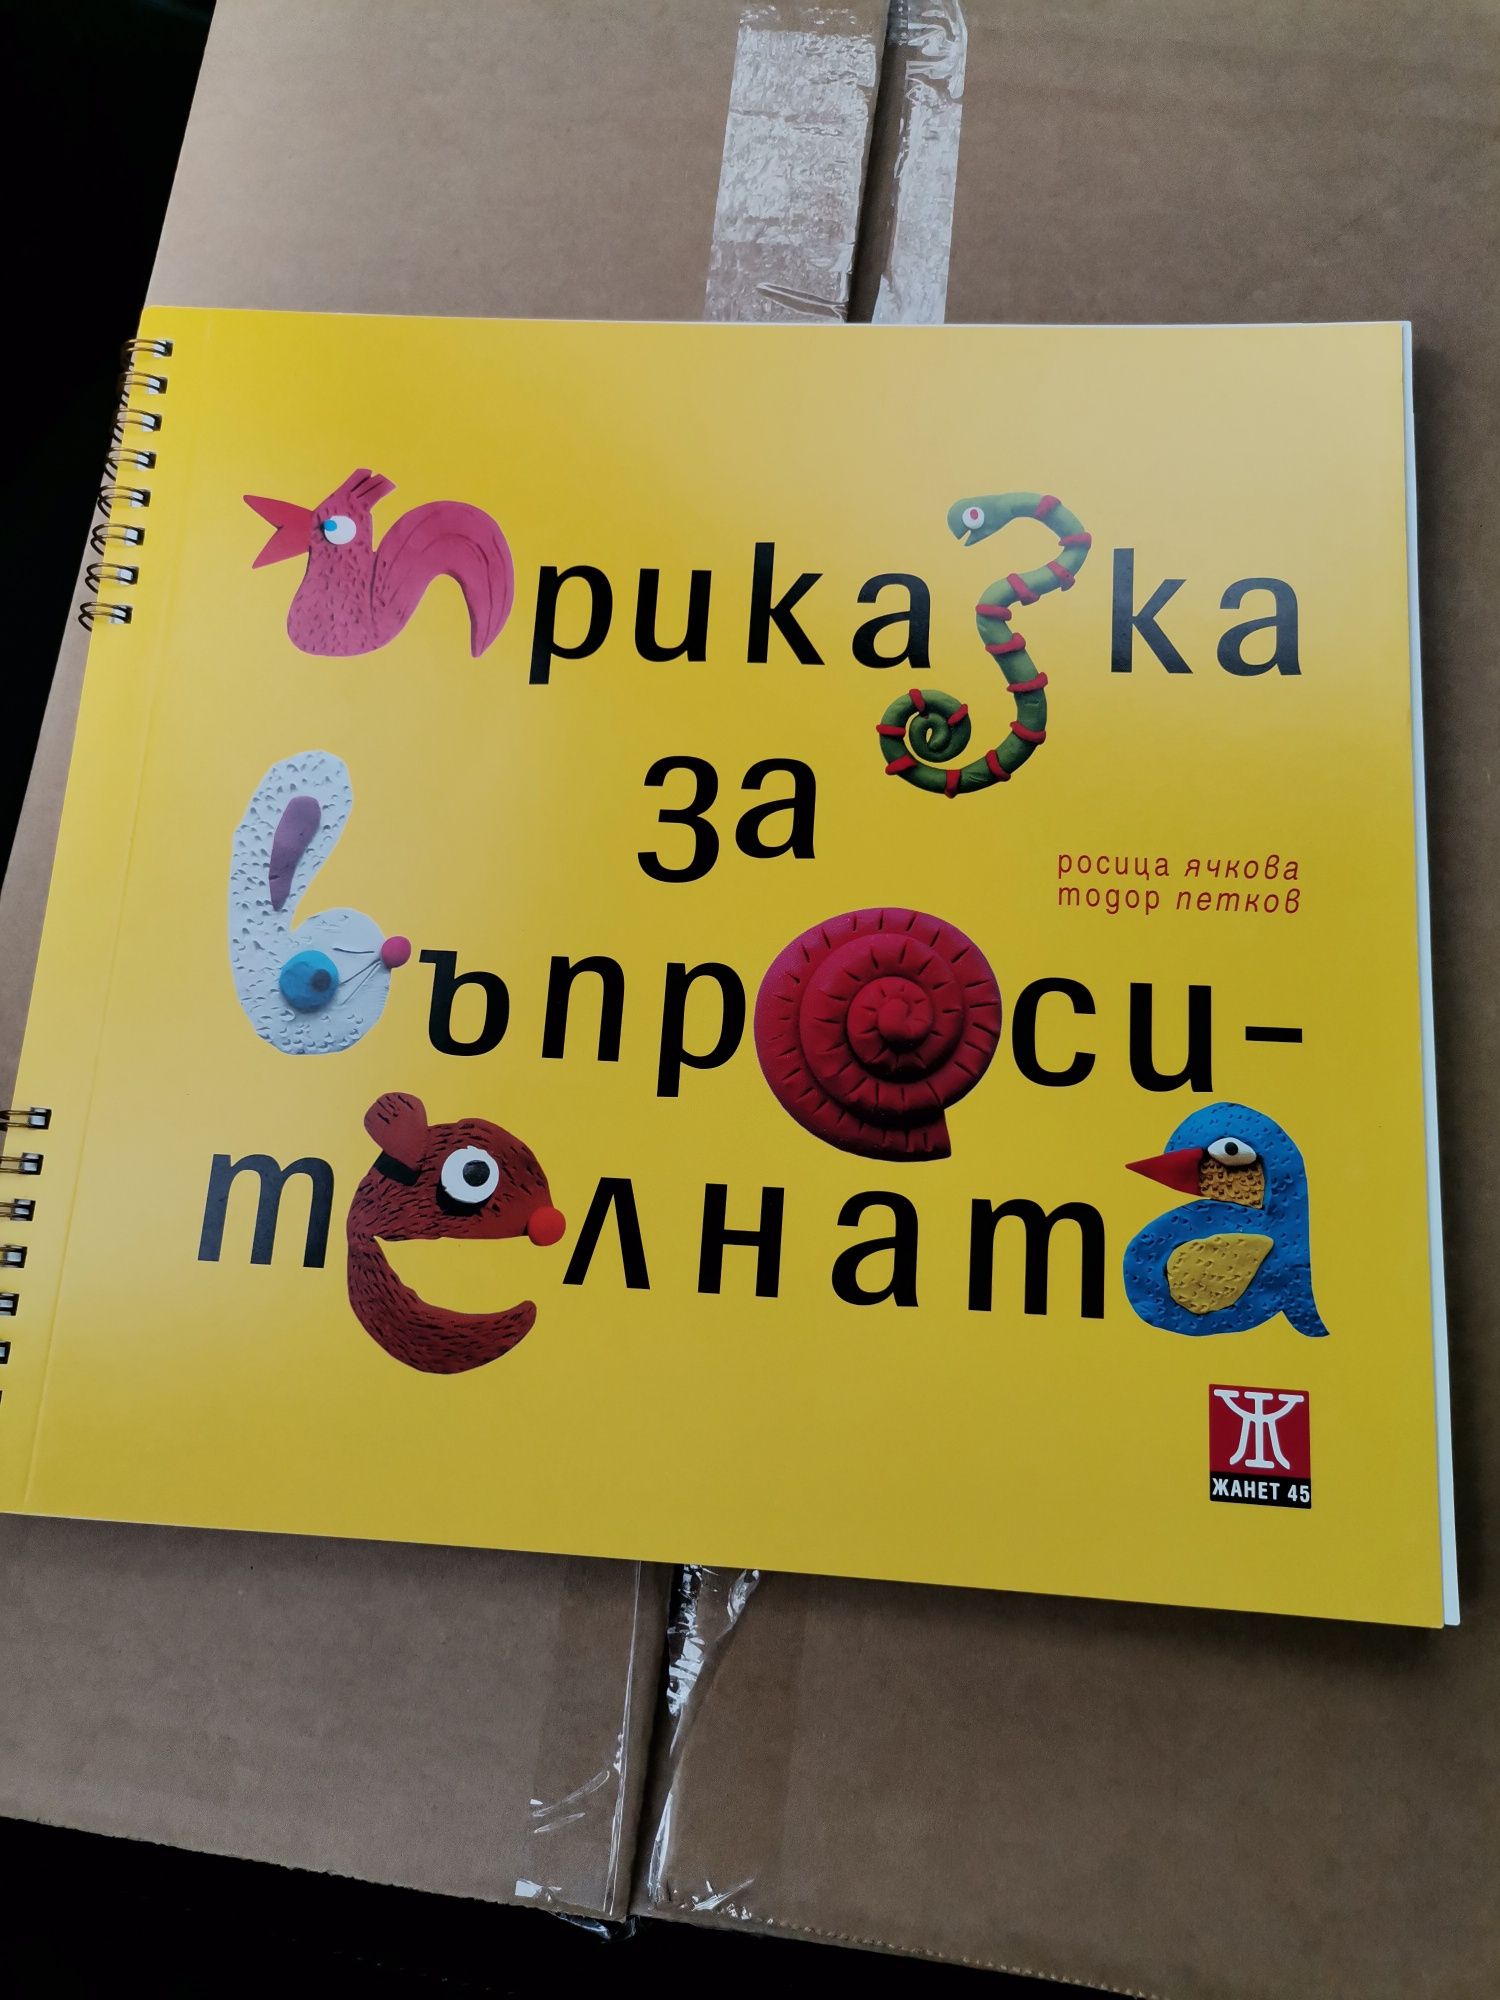 приказка
за
росица ячкова
тодор петков
въпроси-
телната
Ж
ЖАНЕТ 45